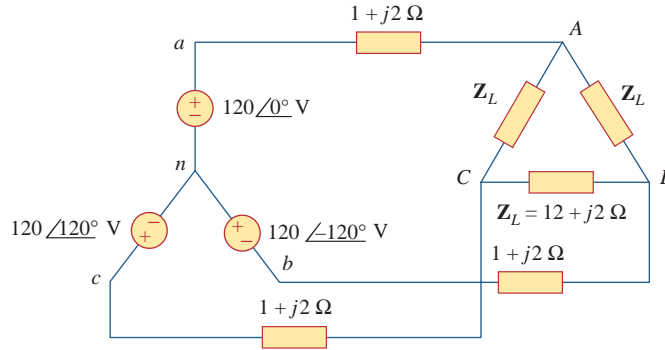 1 + j2 Ω
A
a
Z_L
Z_L
+
−
120 ∠0° V
n
C
Z_L = 12 + j2 Ω
120 ∠120° V
−
+
+
−
120 ∠−120° V
b
1 + j2 Ω
c
1 + j2 Ω